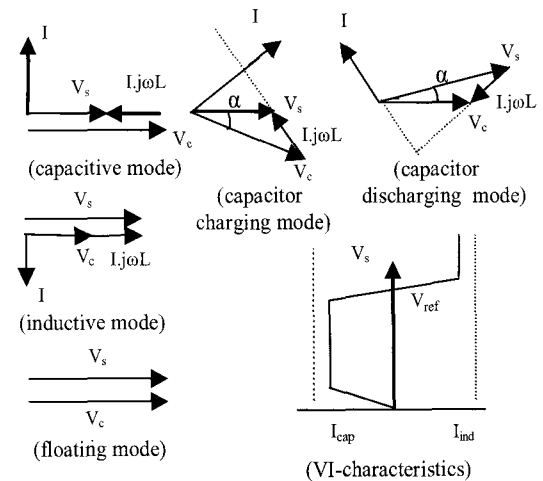 I
V_s
I.jωL
V_c
(capacitive mode)
I
α
V_s
I.jωL
V_c
(capacitor
charging mode)
I
V_s
α
I.jωL
V_c
(capacitor
discharging mode)
V_s
V_c
I.jωL
I
(inductive mode)
V_s
V_c
(floating mode)
V_s
V_ref
I_cap
I_ind
(VI-characteristics)